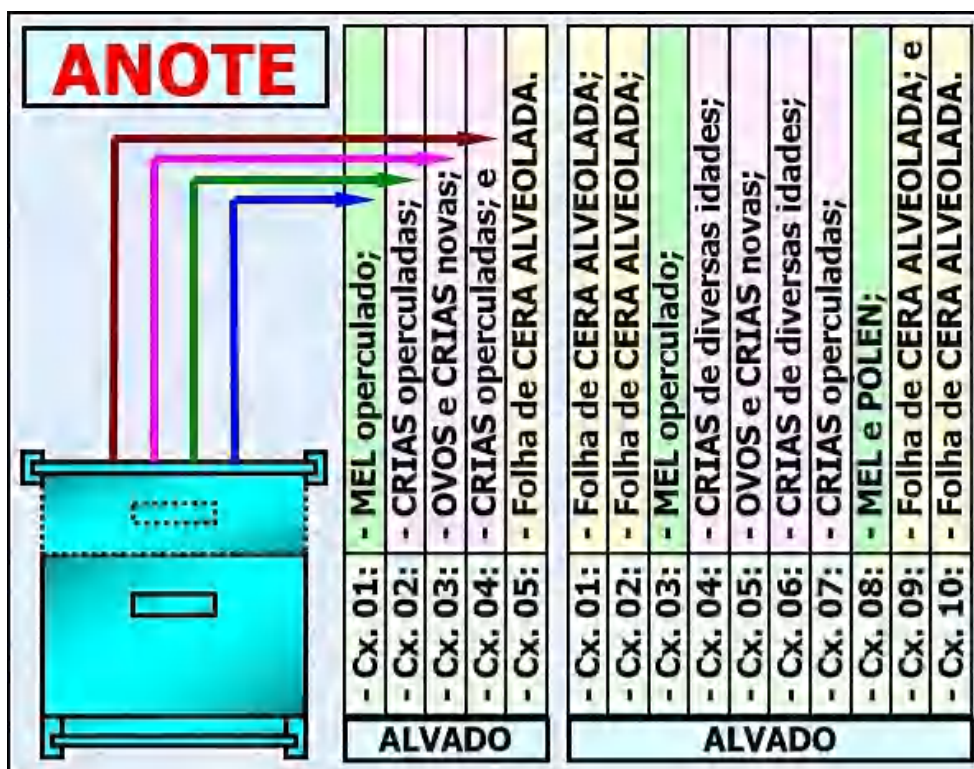 ANOTE
- Cx. 01: - MEL operculado;
- Cx. 02: - CRIAS operculadas;
- Cx. 03: - OVOS e CRIAS novas;
- Cx. 04: - CRIAS operculadas; e
- Cx. 05: - Folha de CERA ALVEOLADA.
ALVADO
- Cx. 01: - Folha de CERA ALVEOLADA;
- Cx. 02: - Folha de CERA ALVEOLADA;
- Cx. 03: - MEL operculado;
- Cx. 04: - CRIAS de diversas idades;
- Cx. 05: - OVOS e CRIAS novas;
- Cx. 06: - CRIAS de diversas idades;
- Cx. 07: - CRIAS operculadas;
- Cx. 08: - MEL e PÓLEN;
- Cx. 09: - Folha de CERA ALVEOLADA; e
- Cx. 10: - Folha de CERA ALVEOLADA.
ALVADO